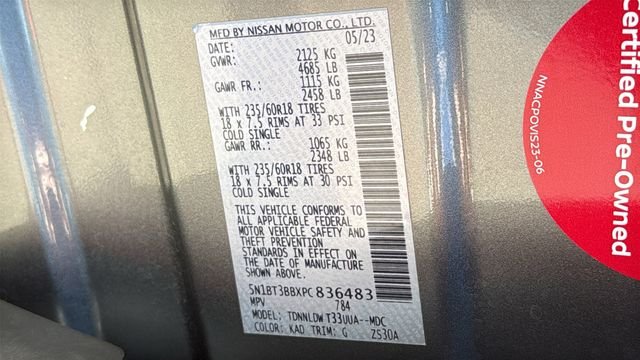 MFD BY NISSAN MOTOR CO., LTD.
DATE: 05/23
GVWR: 2125 KG
4685 LB
GAWR FR.: 1115 KG
2458 LB
WITH 235/60R18 TIRES
18 x 7.5 RIMS AT 33 PSI
COLD SINGLE
GAWR RR.: 1065 KG
2348 LB
WITH 235/60R18 TIRES
18 x 7.5 RIMS AT 30 PSI
COLD SINGLE
THIS VEHICLE CONFORMS TO
ALL APPLICABLE FEDERAL
MOTOR VEHICLE SAFETY AND
THEFT PREVENTION
STANDARDS IN EFFECT ON
THE DATE OF MANUFACTURE
SHOWN ABOVE.
5N1BT3BBXPC836483
MPV 784
MODEL: TDNNLDW T33UUA--MDC
COLOR: KAD TRIM: G ZS30A
NNACPOVIS23-06
Certified Pre-Owned